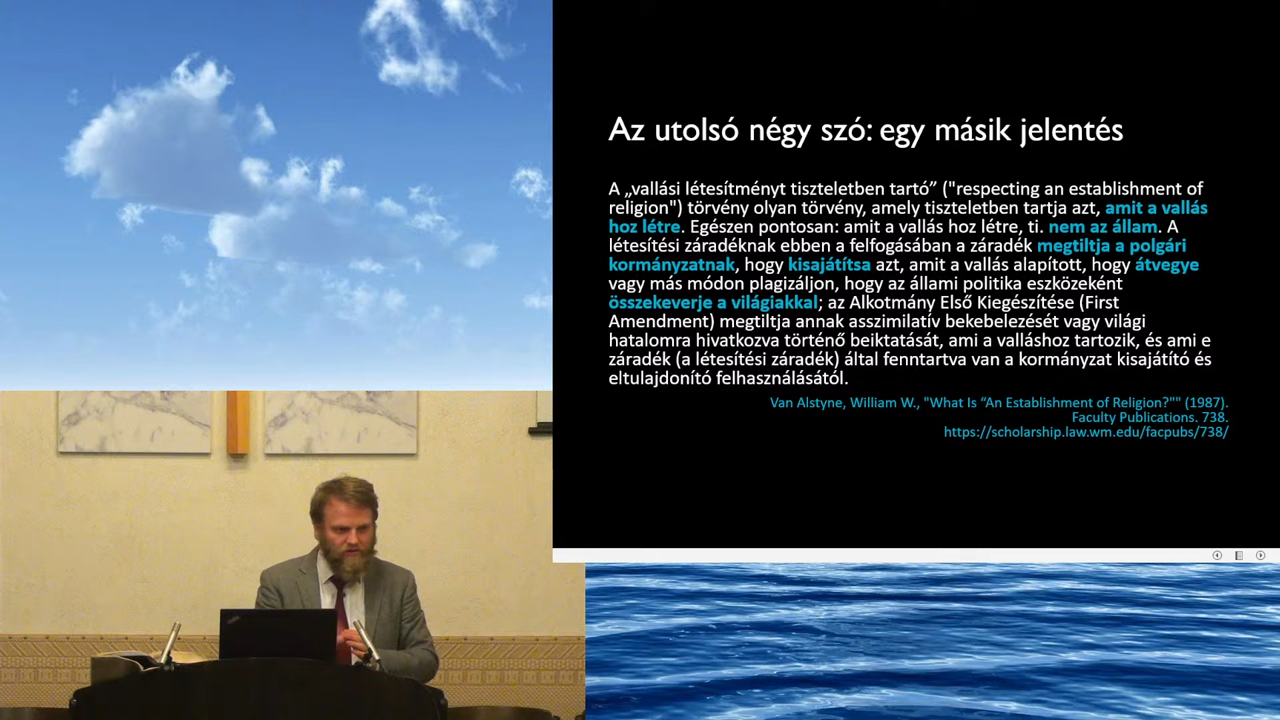 Az utolsó négy szó: egy másik jelentés
A „vallási létesítményt tiszteletben tartó” ("respecting an establishment of
religion") törvény olyan törvény, amely tiszteletben tartja azt, amit a vallás
hoz létre. Egészen pontosan: amit a vallás hoz létre, ti. nem az állam. A
létesítési záradéknak ebben a felfogásában a záradék megtiltja a polgári
kormányzatnak, hogy kisajátítsa azt, amit a vallás alapított, hogy átvegye
vagy más módon plagizáljon, hogy az állami politika eszközeként
összekeverje a világiakkal; az Alkotmány Első Kiegészítése (First
Amendment) megtiltja annak asszimilatív bekebelezését vagy világi
hatalomra hivatkozva történő beiktatását, ami a valláshoz tartozik, és ami e
záradék (a létesítési záradék) által fenntartva van a kormányzat kisajátító és
eltulajdonító felhasználásától.
Van Alstyne, William W., "What Is “An Establishment of Religion?"" (1987).
Faculty Publications. 738.
https://scholarship.law.wm.edu/facpubs/738/